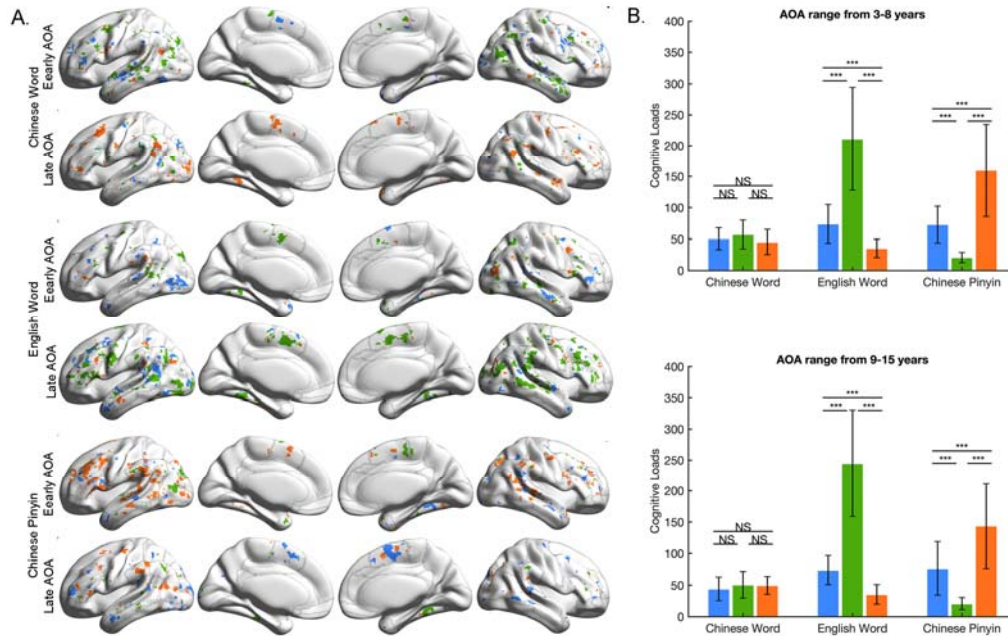 A.
Chinese Word
Eearly AOA
Late AOA
English Word
Eearly AOA
Late AOA
Chinese Pinyin
Eearly AOA
Late AOA
B.
AOA range from 3-8 years
Cognitive Loads
400
350
300
250
200
150
100
50
0
NS
NS NS
***
*** ***
***
*** ***
Chinese Word English Word Chinese Pinyin
AOA range from 9-15 years
Cognitive Loads
400
350
300
250
200
150
100
50
0
NS
NS NS
***
*** ***
***
*** ***
Chinese Word English Word Chinese Pinyin